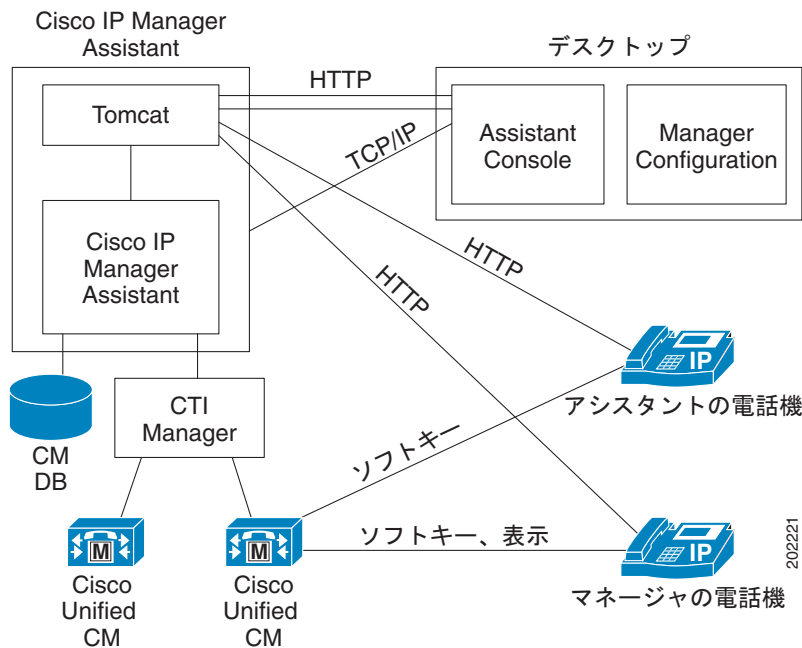 Cisco IP Manager
Assistant
デスクトップ
HTTP
Tomcat
Assistant
Console
Manager
Configuration
TCP/IP
Cisco IP
Manager
Assistant
HTTP
HTTP
IP
アシスタントの電話機
CTI
Manager
CM
DB
ソフトキー
ソフトキー、表示
M
M
IP
Cisco
Unified
CM
Cisco
Unified
CM
マネージャの電話機
202221